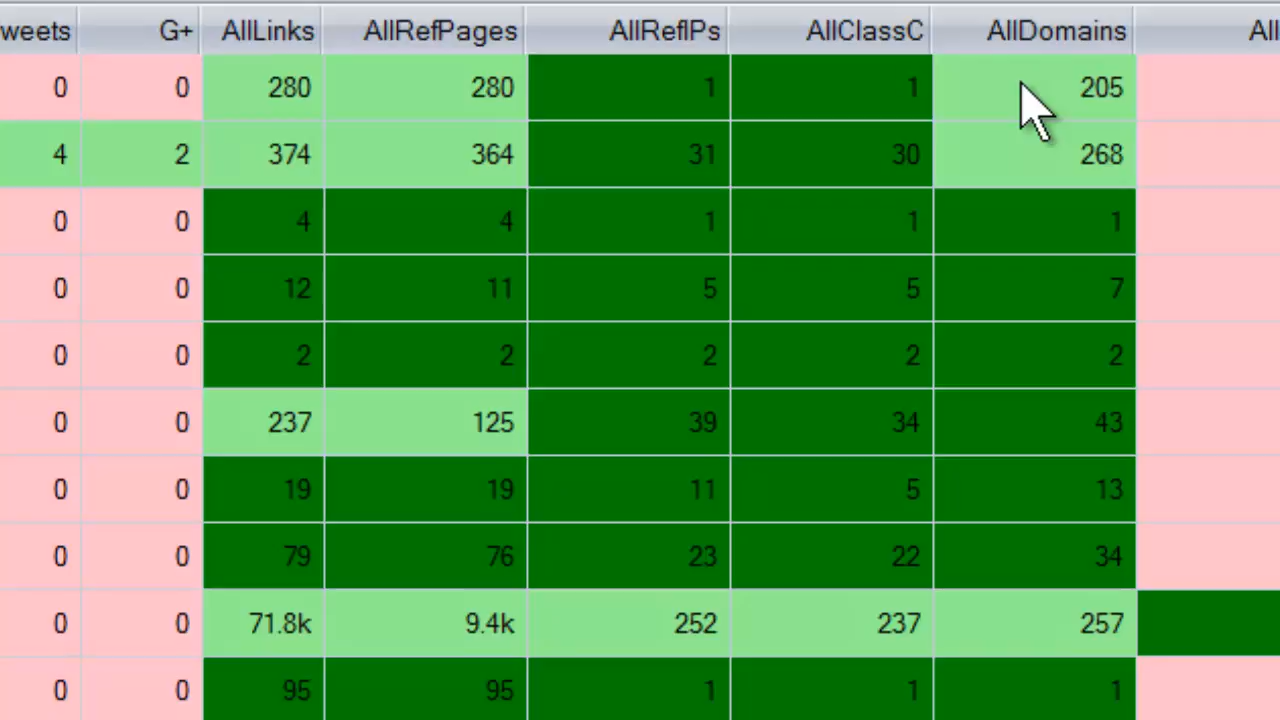 weets G+ AllLinks AllRefPages AllRefIPs AllClassC AllDomains All
0 0 280 280 1 1 205
4 2 374 364 31 30 268
0 0 4 4 1 1 1
0 0 12 11 5 5 7
0 0 2 2 2 2 2
0 0 237 125 39 34 43
0 0 19 19 11 5 13
0 0 79 76 23 22 34
0 0 71.8k 9.4k 252 237 257
0 0 95 95 1 1 1